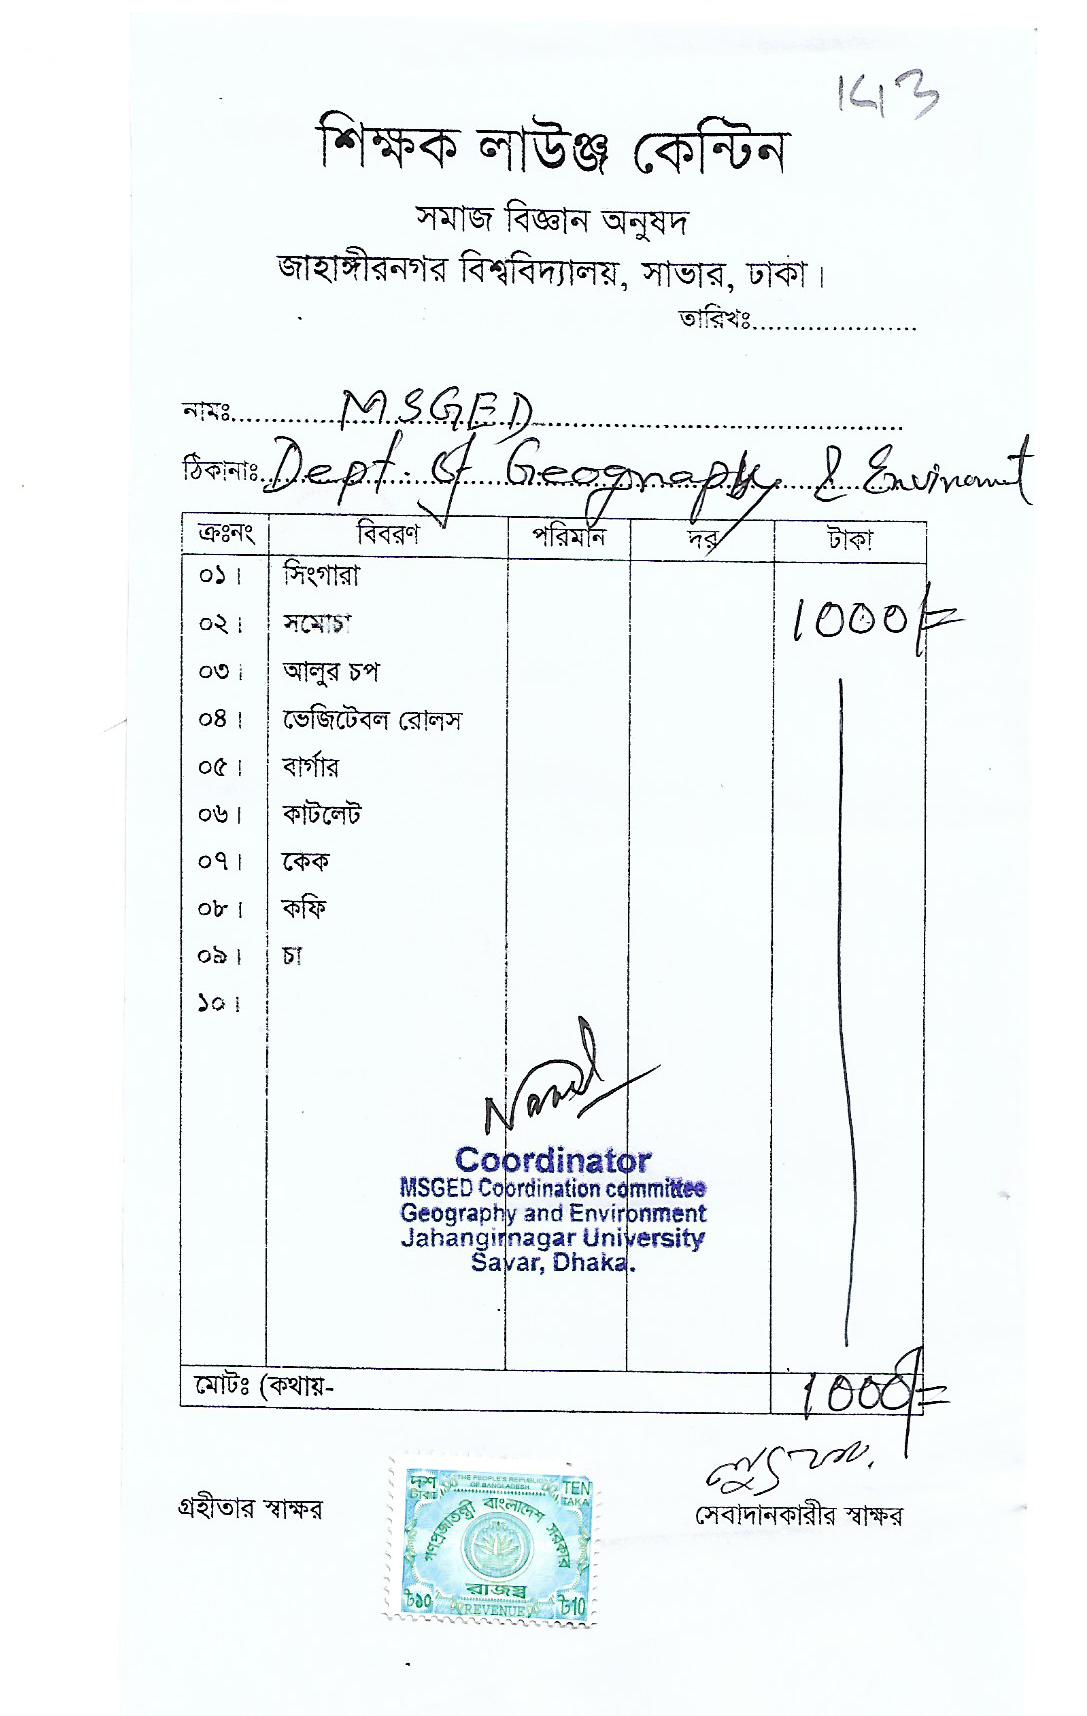 143
শিক্ষক লাউঞ্জ কেন্টিন
সমাজ বিজ্ঞান অনুষদ
জাহাঙ্গীরনগর বিশ্ববিদ্যালয়, সাভার, ঢাকা।
তারিখঃ.....................
নামঃ MSGED
ঠিকানাঃ Dept. of Geography & Envinomnt
ক্রঃনং বিবরণ পরিমান দর টাকা
০১। সিংগারা
০২। সমোচা 1000/=
০৩। আলুর চপ
০৪। ভেজিটেবল রোলস
০৫। বার্গার
০৬। কাটলেট
০৭। কেক
০৮। কফি
০৯। চা
১০।
Coordinator
MSGED Coordination committee
Geography and Environment
Jahangirnagar University
Savar, Dhaka.
মোটঃ (কথায়- 1000/=
গ্রহীতার স্বাক্ষর
সেবাদানকারীর স্বাক্ষর
দশ টাকা
THE PEOPLE'S REPUBLIC OF BANGLADESH
TEN TAKA
গণপ্রজাতন্ত্রী বাংলাদেশ সরকার
রাজস্ব
৳১০ REVENUE ৳10